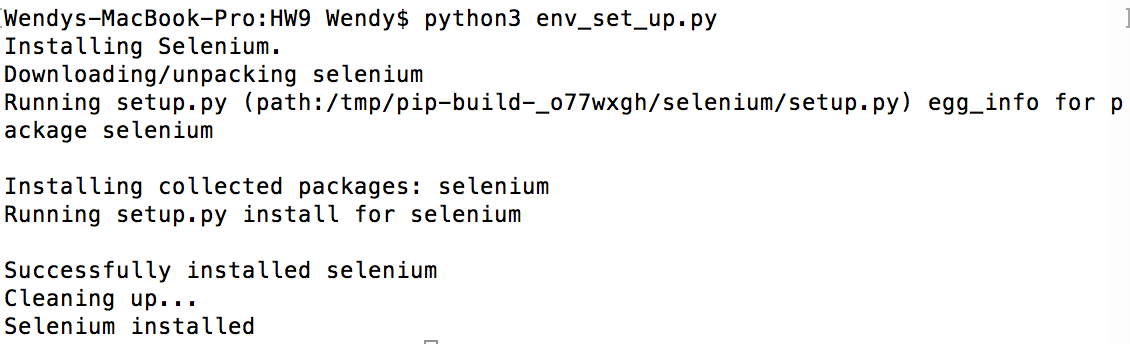 Wendys-MacBook-Pro:HW9 Wendy$ python3 env_set_up.py
Installing Selenium.
Downloading/unpacking selenium
Running setup.py (path:/tmp/pip-build-_o77wxgh/selenium/setup.py) egg_info for p
ackage selenium
Installing collected packages: selenium
Running setup.py install for selenium
Successfully installed selenium
Cleaning up...
Selenium installed